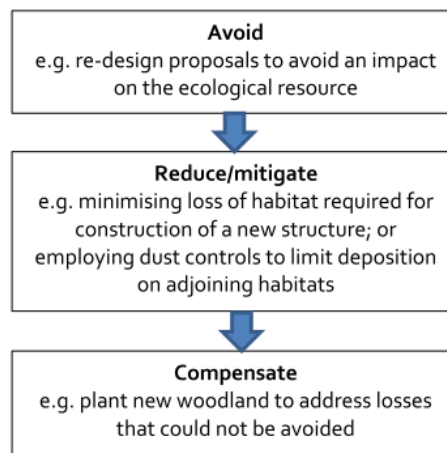 Avoid
e.g. re-design proposals to avoid an impact
on the ecological resource
Reduce/mitigate
e.g. minimising loss of habitat required for
construction of a new structure; or
employing dust controls to limit deposition
on adjoining habitats
Compensate
e.g. plant new woodland to address losses
that could not be avoided